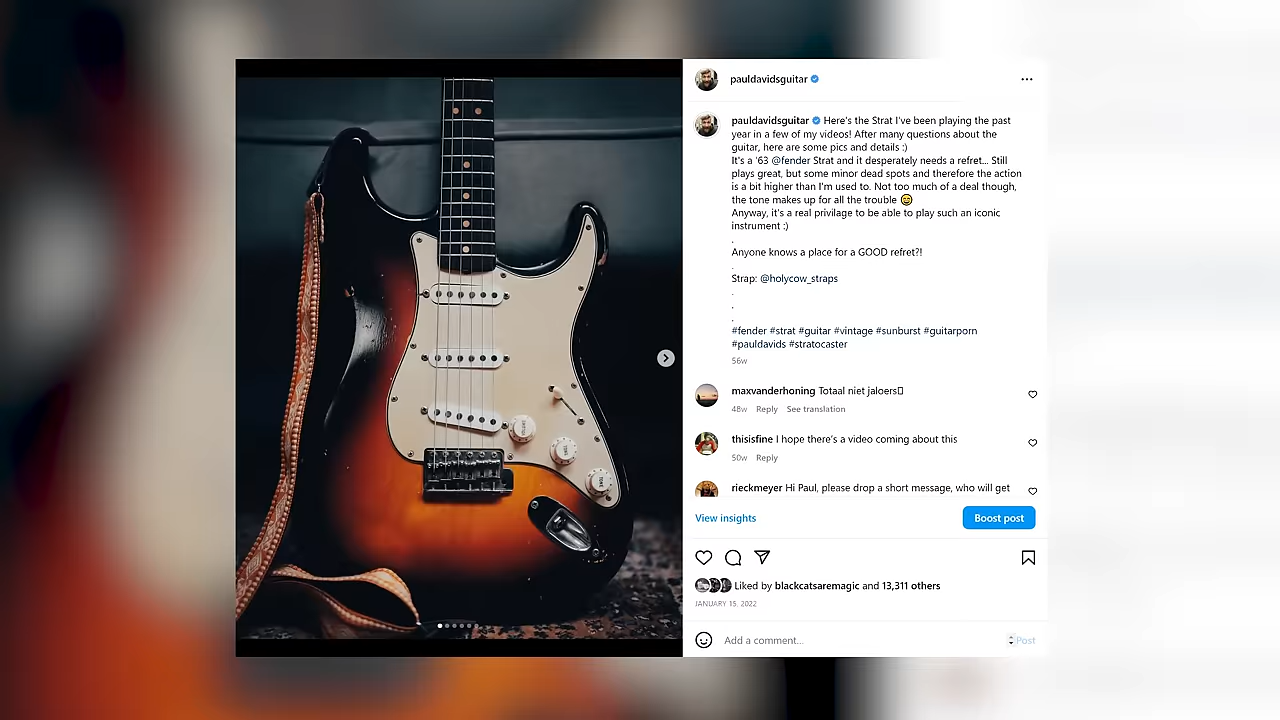 pauldavidsguitar
pauldavidsguitar Here's the Strat I've been playing the past
year in a few of my videos! After many questions about the
guitar, here are some pics and details :)
It's a '63 @fender Strat and it desperately needs a refret... Still
plays great, but some minor dead spots and therefore the action
is a bit higher than I'm used to. Not too much of a deal though,
the tone makes up for all the trouble 😄
Anyway, it's a real privilage to be able to play such an iconic
instrument :)
.
Anyone knows a place for a GOOD refret?!
.
Strap: @holycow_straps
.
.
.
#fender #strat #guitar #vintage #sunburst #guitarporn
#pauldavids #stratocaster
56w
maxvanderhoning Totaal niet jaloers
48w Reply See translation
thisisfine I hope there's a video coming about this
50w Reply
rieckmeyer Hi Paul, please drop a short message, who will get
View insights
Boost post
Liked by blackcatsaremagic and 13,311 others
JANUARY 15, 2022
Add a comment...
Post